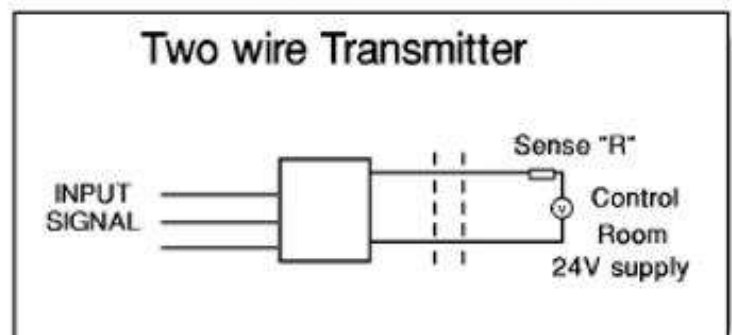 Two wire Transmitter
Sense "R"
INPUT
SIGNAL
V
Control
Room
24V supply